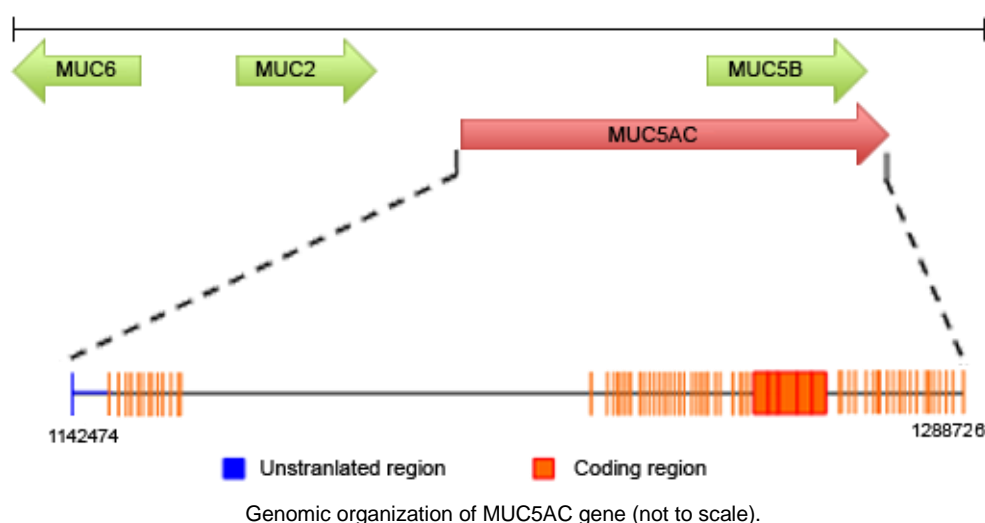 MUC6
MUC2
MUC5B
MUC5AC
1142474
1288726
Unstranlated region
Coding region
Genomic organization of MUC5AC gene (not to scale).